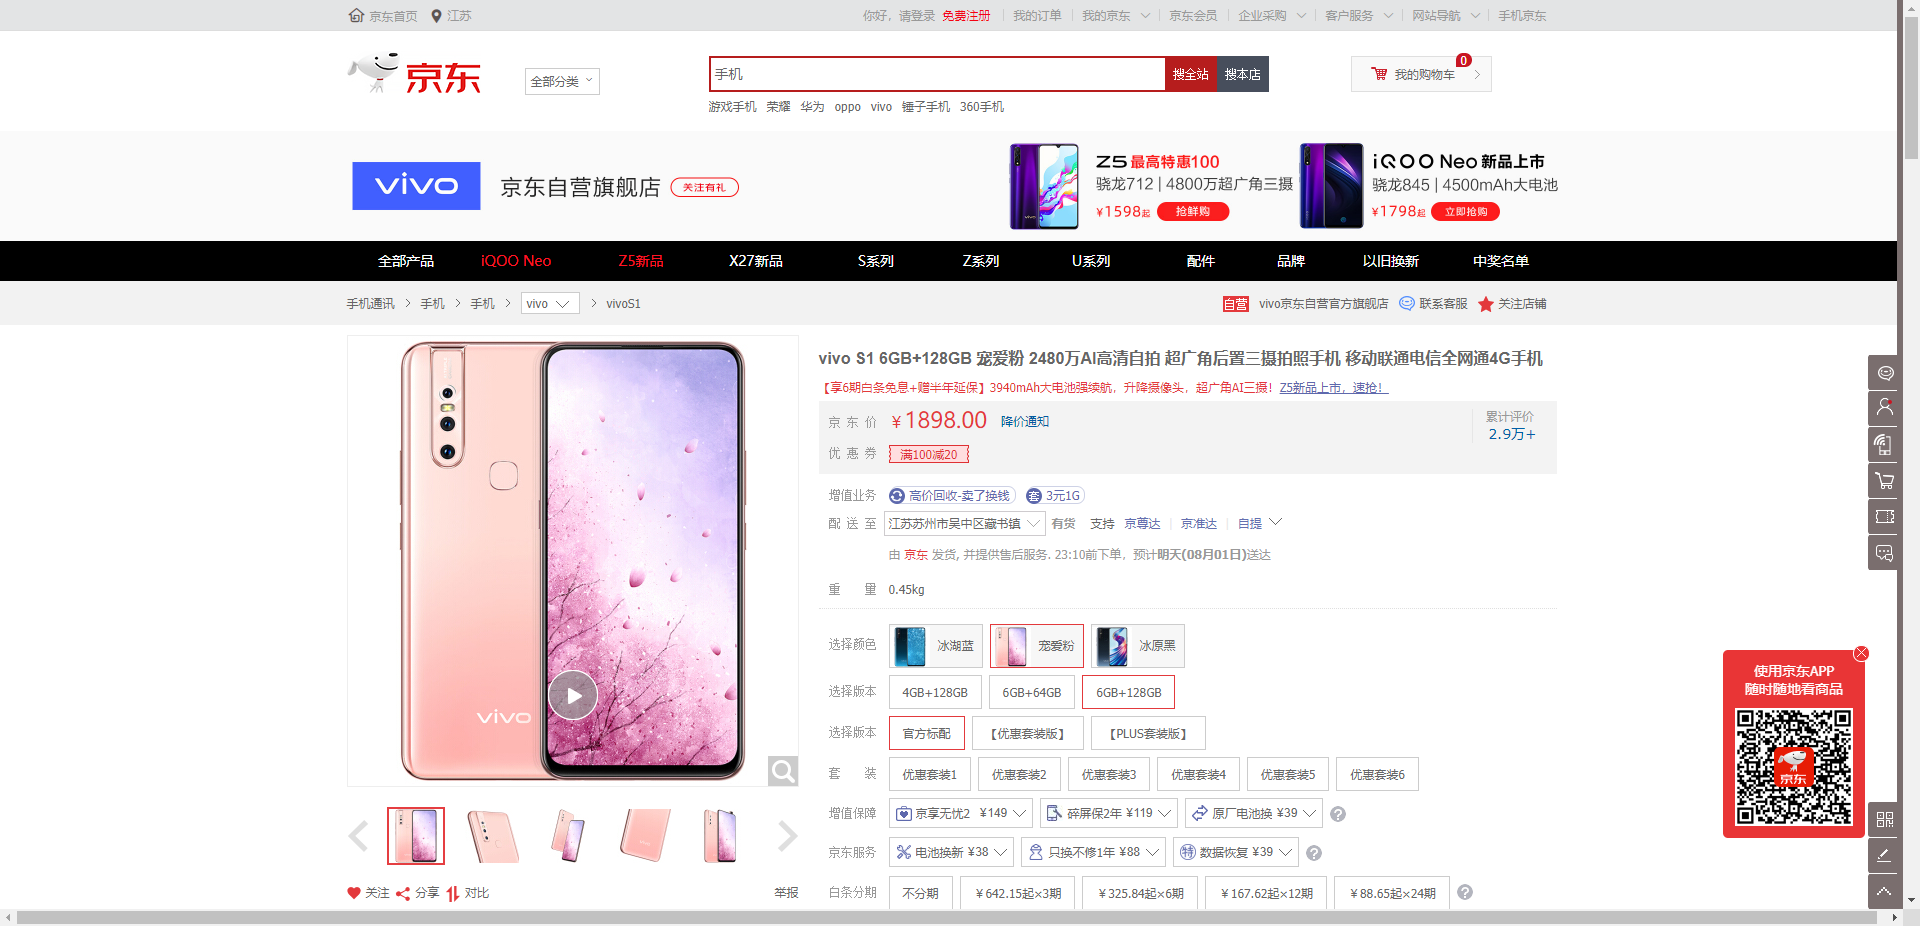 京东首页 江苏
你好，请登录 免费注册 我的订单 我的京东 京东会员 企业采购 客户服务 网站导航 手机京东
京东 全部分类 手机 搜全站 搜本店 我的购物车 0
游戏手机 荣耀 华为 oppo vivo 锤子手机 360手机
vivo 京东自营旗舰店 关注有礼
Z5 最高特惠100
骁龙712 | 4800万超广角三摄
¥1598起 抢鲜购
iQOO Neo 新品上市
骁龙845 | 4500mAh大电池
¥1798起 立即抢购
全部产品 iQOO Neo Z5新品 X27新品 S系列 Z系列 U系列 配件 品牌 以旧换新 中奖名单
手机通讯 > 手机 > 手机 > vivo > vivoS1
自营 vivo京东自营官方旗舰店 联系客服 关注店铺
vivo
vivo S1 6GB+128GB 宠爱粉 2480万AI高清自拍 超广角后置三摄拍照手机 移动联通电信全网通4G手机
【享6期白条免息+赠半年延保】3940mAh大电池强续航，升降摄像头，超广角AI三摄！Z5新品上市，速抢！
京东价 ¥1898.00 降价通知
累计评价
2.9万+
优惠券 满100减20
增值业务 高价回收-卖了换钱 套 3元1G
配送至 江苏苏州市吴中区藏书镇 有货 支持 京尊达 京准达 自提
由 京东 发货, 并提供售后服务. 23:10前下单，预计明天(08月01日)送达
重量 0.45kg
选择颜色 冰湖蓝 宠爱粉 冰原黑
选择版本 4GB+128GB 6GB+64GB 6GB+128GB
选择版本 官方标配 【优惠套装版】 【PLUS套装版】
套装 优惠套装1 优惠套装2 优惠套装3 优惠套装4 优惠套装5 优惠套装6
增值保障 京享无忧2 ¥149 碎屏保2年 ¥119 原厂电池换 ¥39 ?
京东服务 电池换新 ¥38 只换不修1年 ¥88 特 数据恢复 ¥39 ?
白条分期 不分期 ¥642.15起×3期 ¥325.84起×6期 ¥167.62起×12期 ¥88.65起×24期 ?
关注 分享 对比 举报
使用京东APP
随时随地看商品
京东